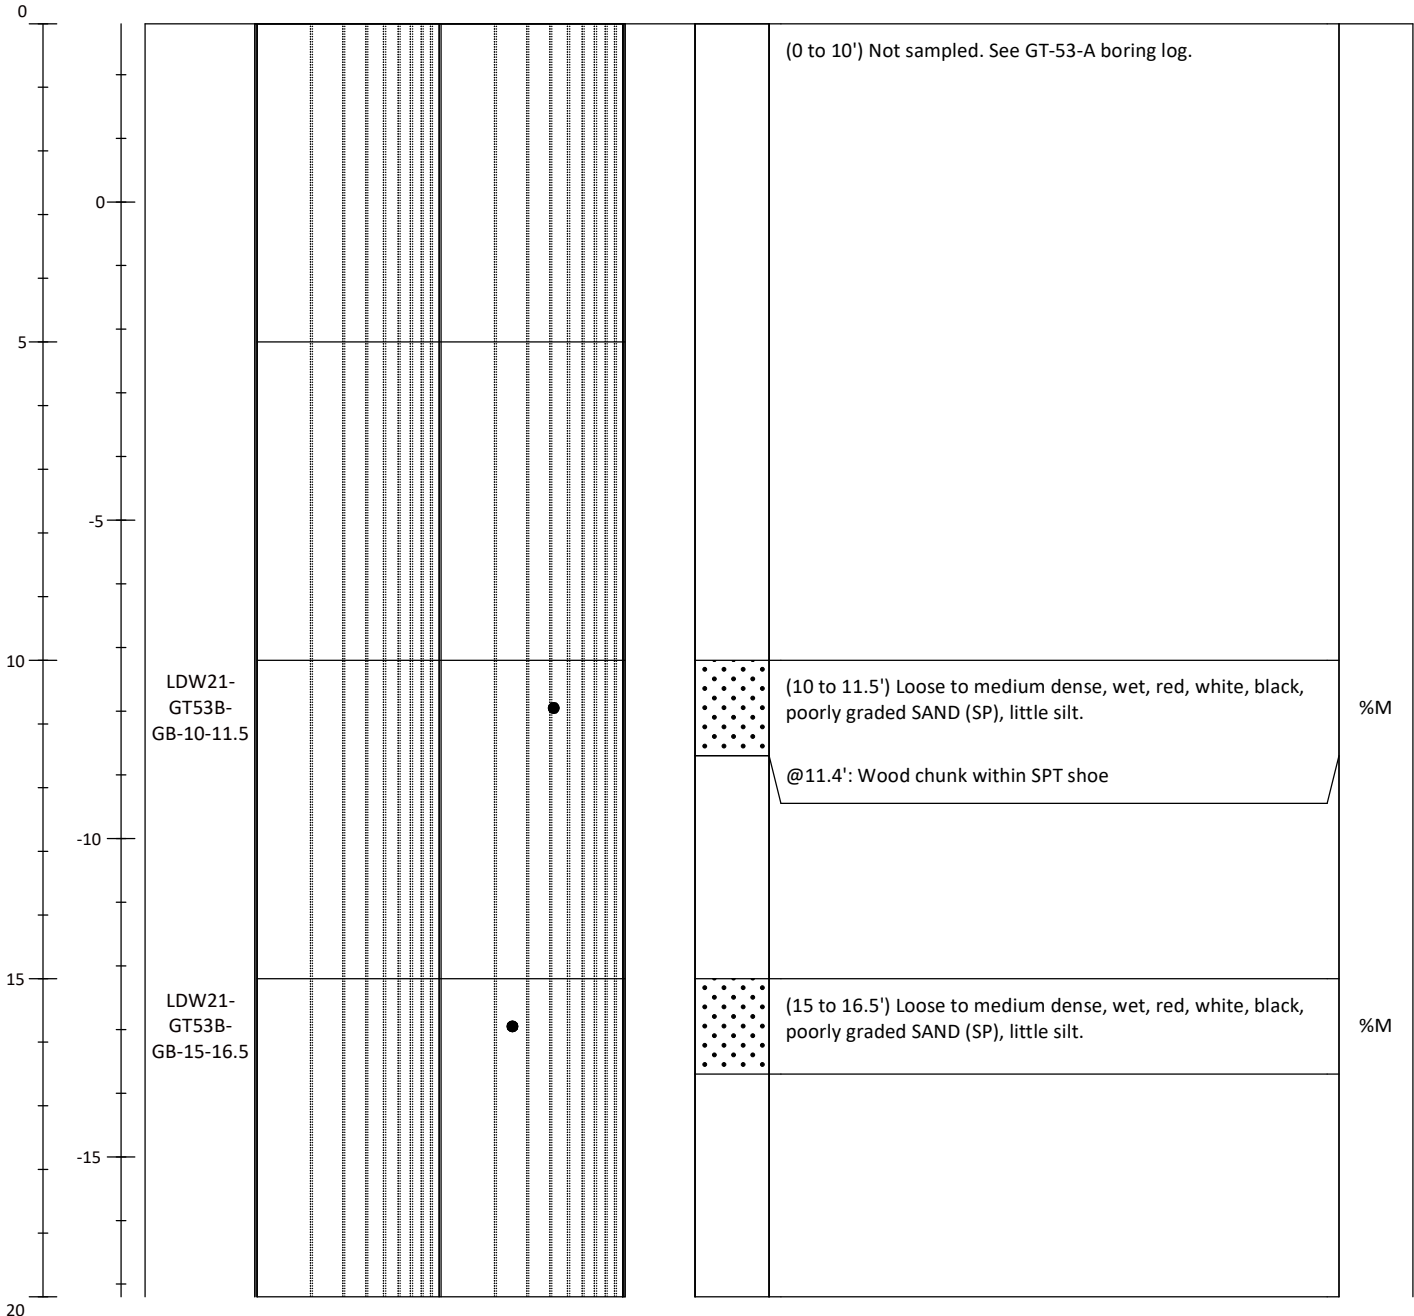 0
(0 to 10') Not sampled. See GT-53-A boring log.
0
5
-5
10
LDW21-
GT53B-
GB-10-11.5
(10 to 11.5') Loose to medium dense, wet, red, white, black,
poorly graded SAND (SP), little silt.
%M
@11.4': Wood chunk within SPT shoe
-10
15
LDW21-
GT53B-
GB-15-16.5
(15 to 16.5') Loose to medium dense, wet, red, white, black,
poorly graded SAND (SP), little silt.
%M
-15
20